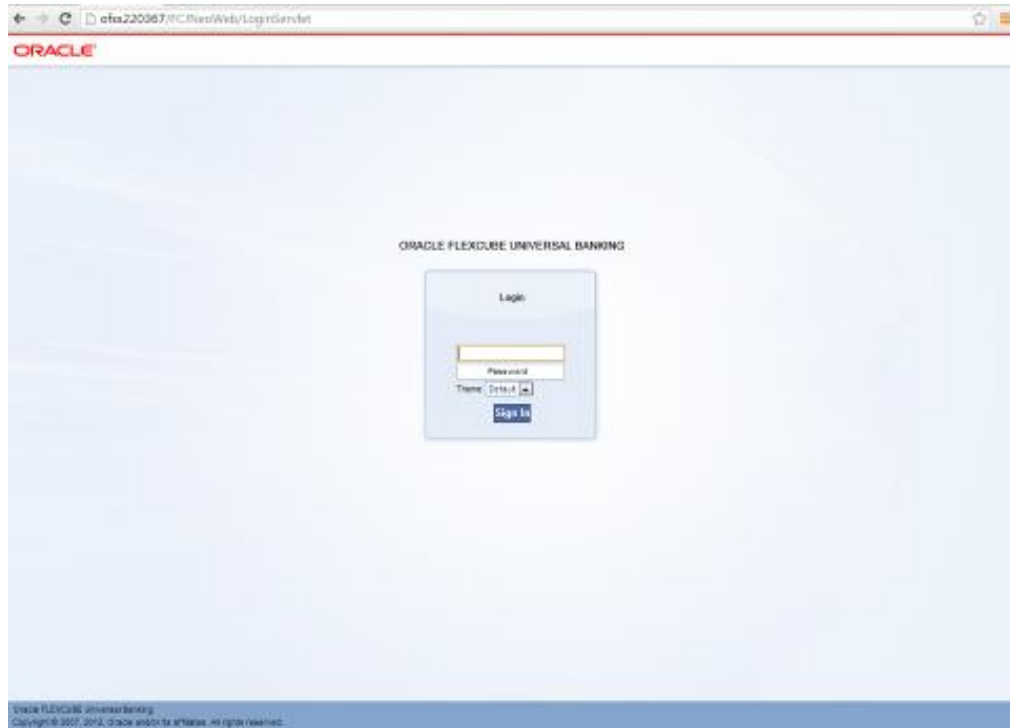 ofss220367/FCJNeoWeb/LoginServlet
ORACLE
ORACLE FLEXCUBE UNIVERSAL BANKING
Login
Password
Theme Default
Sign In
Oracle FLEXCUBE Universal Banking
Copyright © 2007, 2012, Oracle and/or its affiliates. All rights reserved.